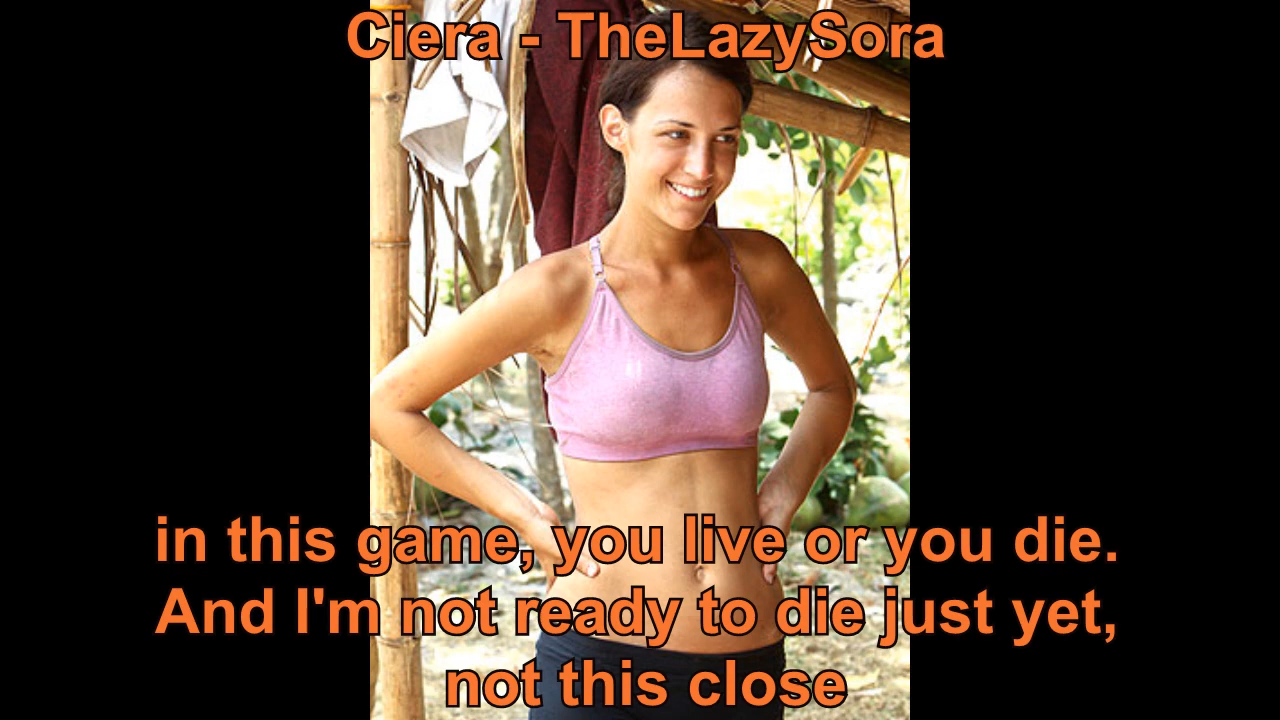 Ciera - TheLazySora
in this game, you live or you die.
And I'm not ready to die just yet,
not this close